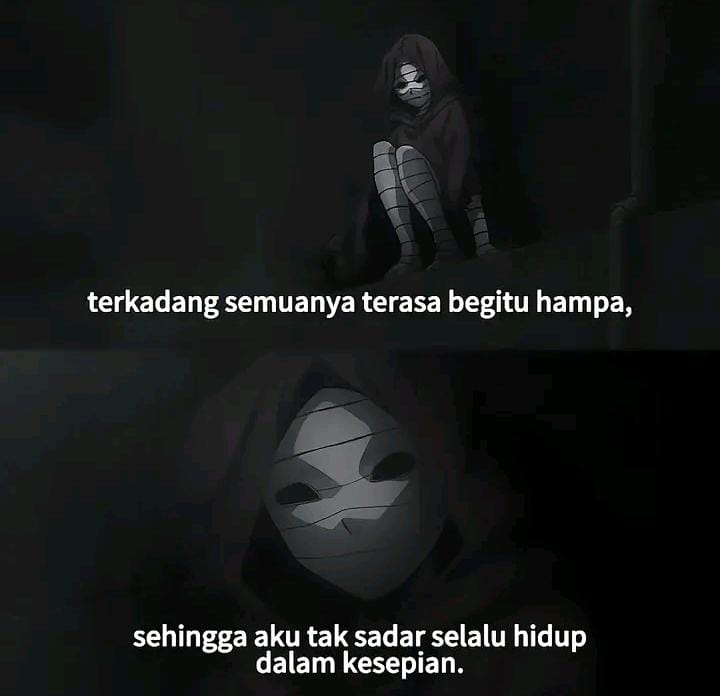 terkadang semuanya terasa begitu hampa,
sehingga aku tak sadar selalu hidup
dalam kesepian.